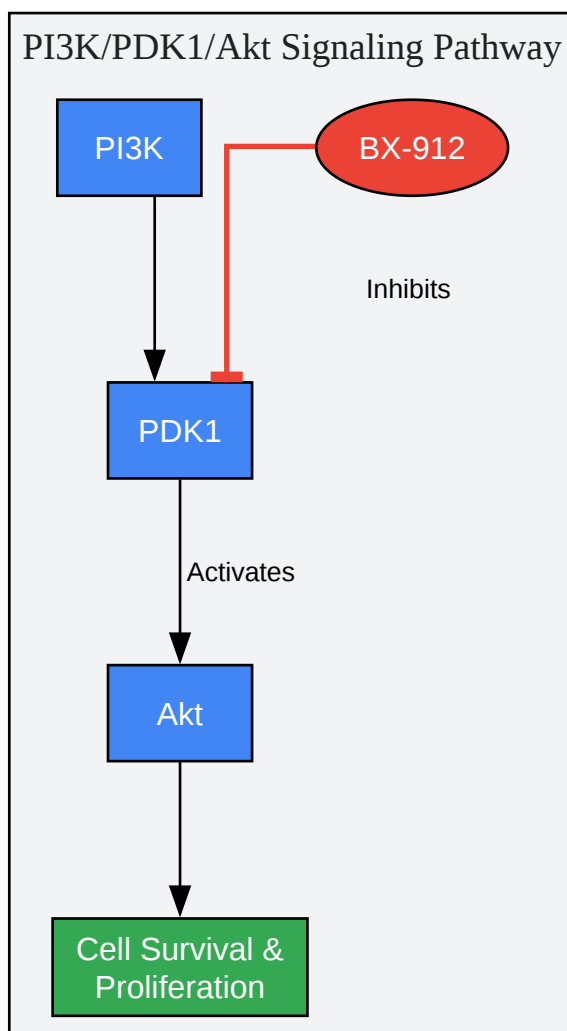 PI3K/PDK1/Akt Signaling Pathway
PI3K
BX-912
Inhibits
PDK1
Activates
Akt
Cell Survival &
Proliferation